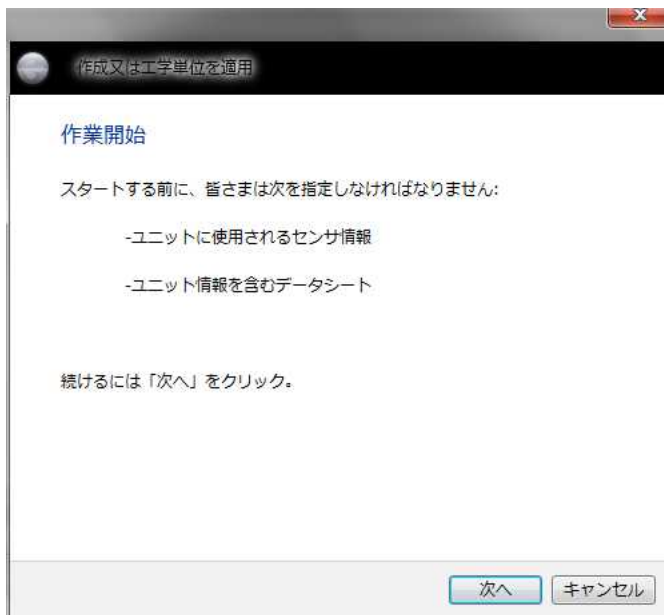 作成又は工学単位を適用
作業開始
スタートする前に、皆さまは次を指定しなければなりません:
-ユニットに使用されるセンサ情報
-ユニット情報を含むデータシート
続けるには「次へ」をクリック。
次へ
キャンセル